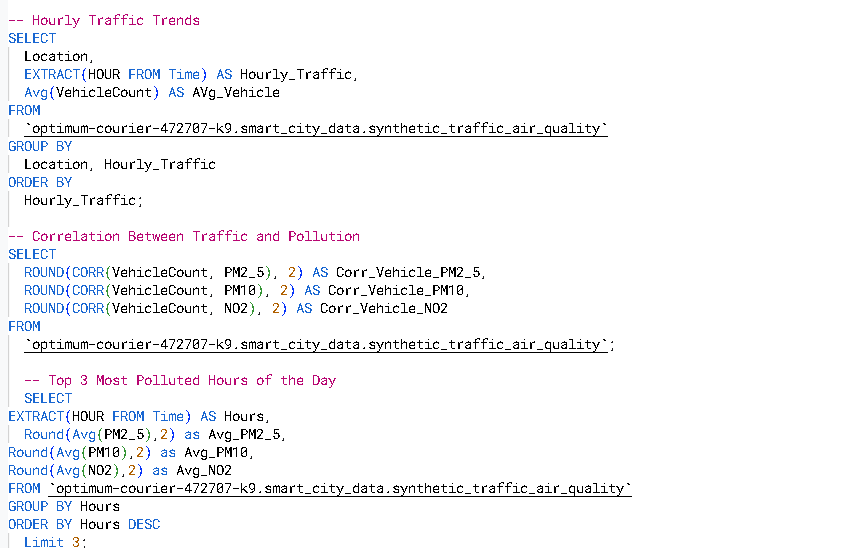 -- Hourly Traffic Trends
SELECT
Location,
EXTRACT(HOUR FROM Time) AS Hourly_Traffic,
Avg(VehicleCount) AS AVg_Vehicle
FROM
`optimum-courier-472707-k9.smart_city_data.synthetic_traffic_air_quality`
GROUP BY
Location, Hourly_Traffic
ORDER BY
Hourly_Traffic;
-- Correlation Between Traffic and Pollution
SELECT
ROUND(CORR(VehicleCount, PM2_5), 2) AS Corr_Vehicle_PM2_5,
ROUND(CORR(VehicleCount, PM10), 2) AS Corr_Vehicle_PM10,
ROUND(CORR(VehicleCount, NO2), 2) AS Corr_Vehicle_NO2
FROM
`optimum-courier-472707-k9.smart_city_data.synthetic_traffic_air_quality`;
-- Top 3 Most Polluted Hours of the Day
SELECT
EXTRACT(HOUR FROM Time) AS Hours,
Round(Avg(PM2_5),2) as Avg_PM2_5,
Round(Avg(PM10),2) as Avg_PM10,
Round(Avg(NO2),2) as Avg_NO2
FROM `optimum-courier-472707-k9.smart_city_data.synthetic_traffic_air_quality`
GROUP BY Hours
ORDER BY Hours DESC
Limit 3;